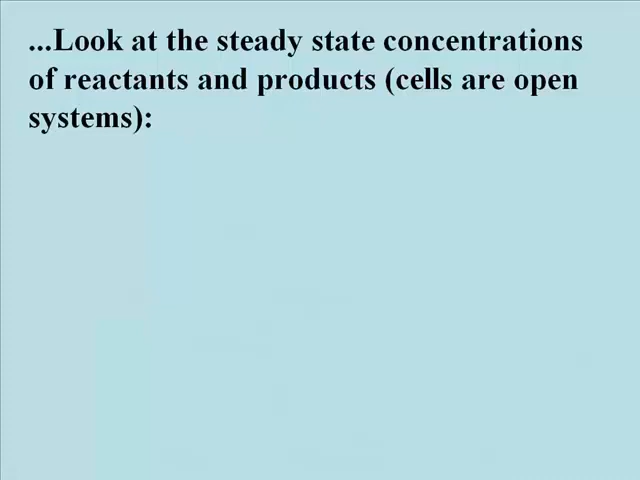 ...Look at the steady state concentrations
of reactants and products (cells are open
systems):